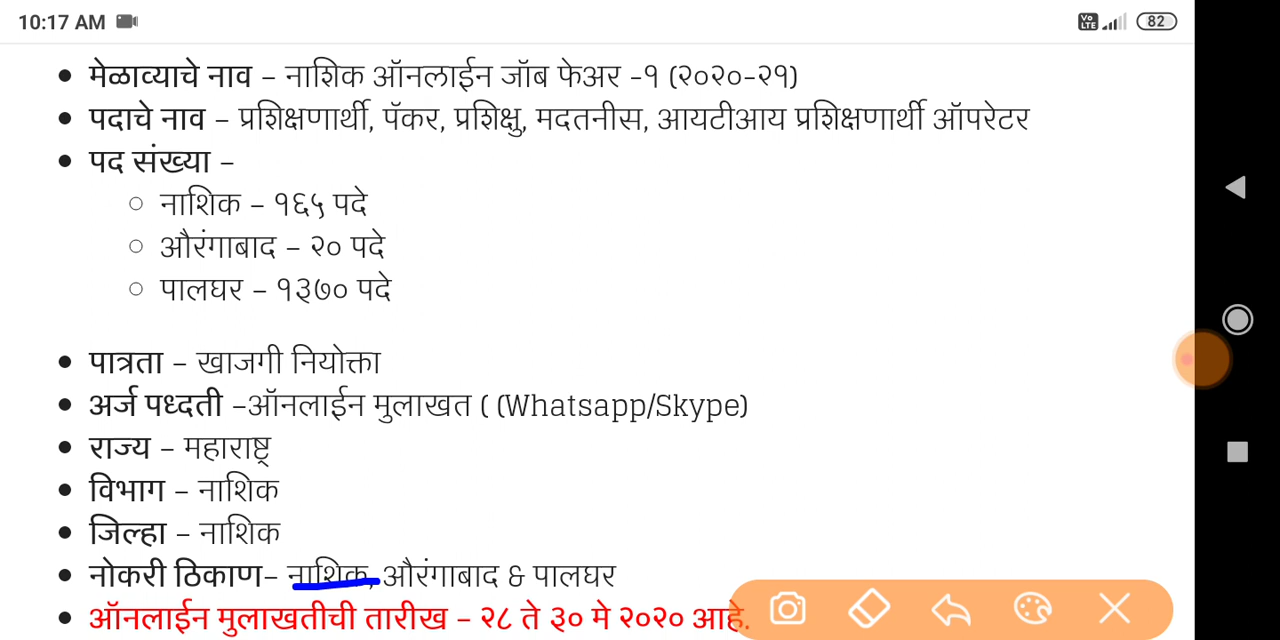 10:17 AM
Vo LTE 82
मेळाव्याचे नाव – नाशिक ऑनलाईन जॉब फेअर -१ (२०२०-२१)
पदाचे नाव – प्रशिक्षणार्थी, पॅकर, प्रशिक्षु, मदतनीस, आयटीआय प्रशिक्षणार्थी ऑपरेटर
पद संख्या –
नाशिक – १६५ पदे
औरंगाबाद – २० पदे
पालघर – १३७० पदे
पात्रता – खाजगी नियोक्ता
अर्ज पध्दती –ऑनलाईन मुलाखत ( (Whatsapp/Skype)
राज्य – महाराष्ट्र
विभाग – नाशिक
जिल्हा – नाशिक
नोकरी ठिकाण– नाशिक, औरंगाबाद & पालघर
ऑनलाईन मुलाखतीची तारीख – २८ ते ३० मे २०२० आहे.